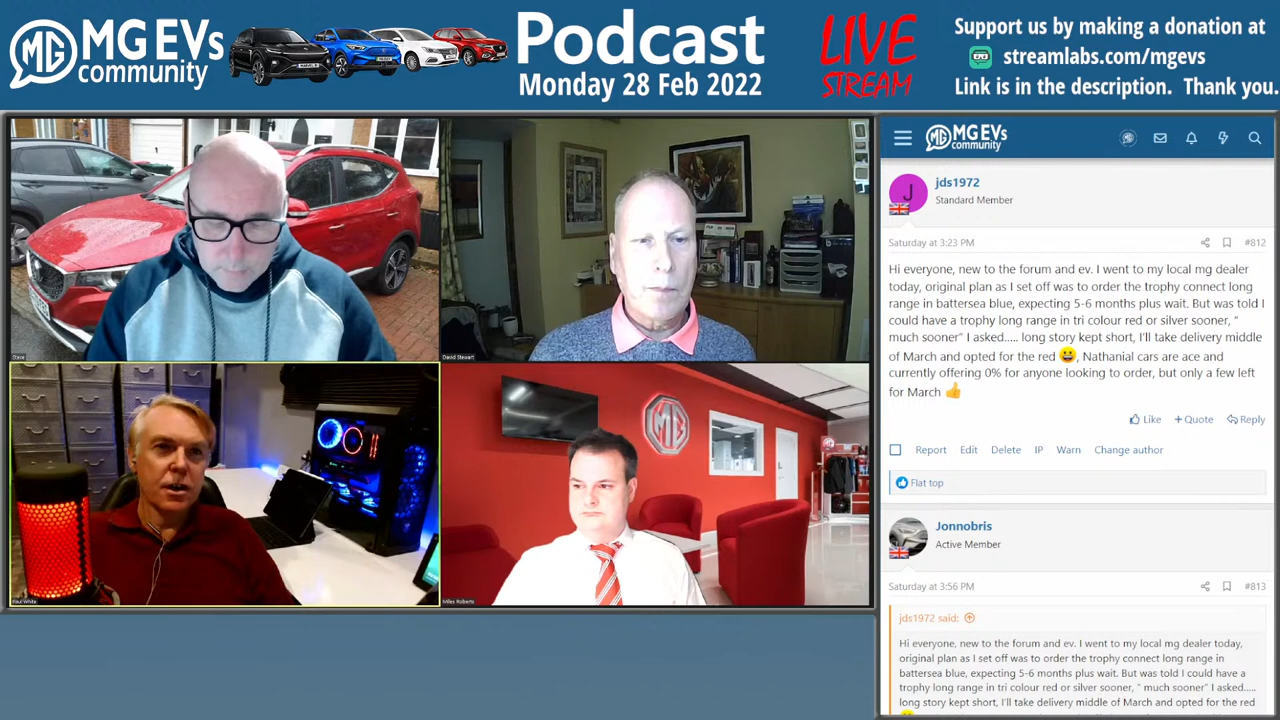 MG
MG EVs
community
Podcast
Monday 28 Feb 2022
LIVE
STREAM
Support us by making a donation at
streamlabs.com/mgevs
Link is in the description. Thank you.
Steve
David Stewart
MG
Paul White
Miles Roberts
MG EVs
community
J
jds1972
Standard Member
Saturday at 3:23 PM
#812
Hi everyone, new to the forum and ev. I went to my local mg dealer
today, original plan as I set off was to order the trophy connect long
range in battersea blue, expecting 5-6 months plus wait. But was told I
could have a trophy long range in tri colour red or silver sooner, “
much sooner” I asked..... long story kept short, I’ll take delivery middle
of March and opted for the red 😀, Nathanial cars are ace and
currently offering 0% for anyone looking to order, but only a few left
for March 👍
Like + Quote Reply
Report Edit Delete IP Warn Change author
Flat top
Jonnobris
Active Member
Saturday at 3:56 PM
#813
jds1972 said:
Hi everyone, new to the forum and ev. I went to my local mg dealer today,
original plan as I set off was to order the trophy connect long range in
battersea blue, expecting 5-6 months plus wait. But was told I could have a
trophy long range in tri colour red or silver sooner, “ much sooner” I asked.....
long story kept short, I’ll take delivery middle of March and opted for the red